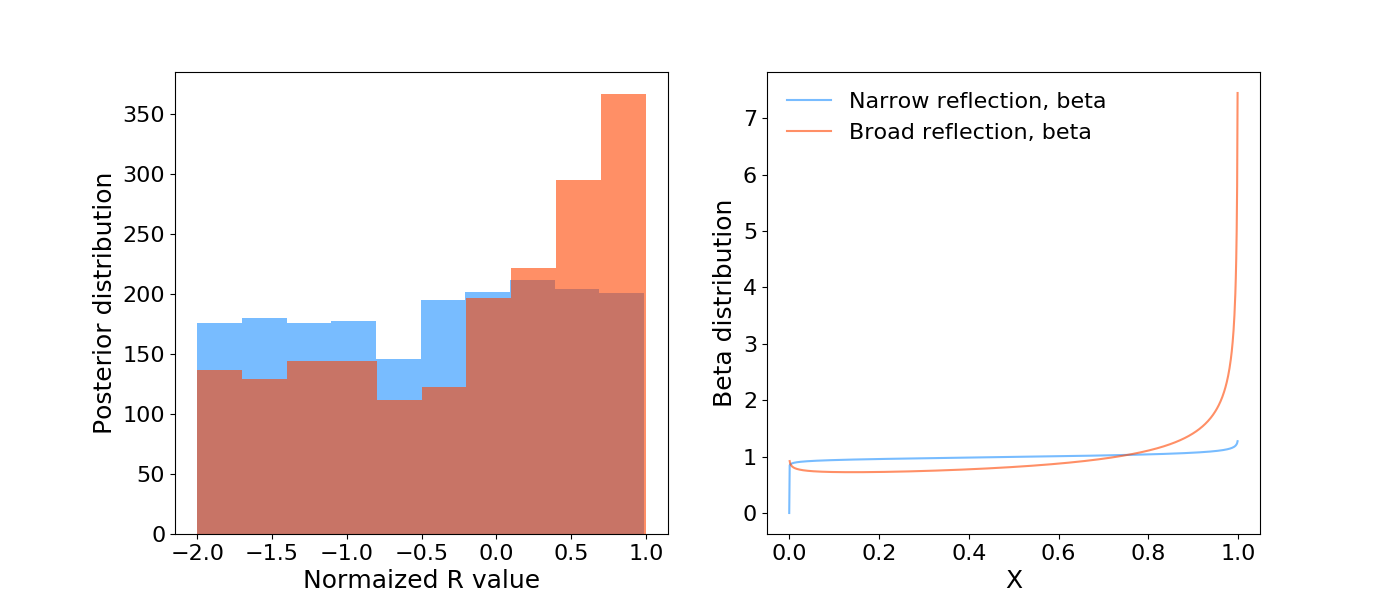 Posterior distribution
350
300
250
200
150
100
50
0
−2.0 −1.5 −1.0 −0.5 0.0 0.5 1.0
Normaized R value
Beta distribution
7
6
5
4
3
2
1
0
Narrow reflection, beta
Broad reflection, beta
0.0 0.2 0.4 0.6 0.8 1.0
X